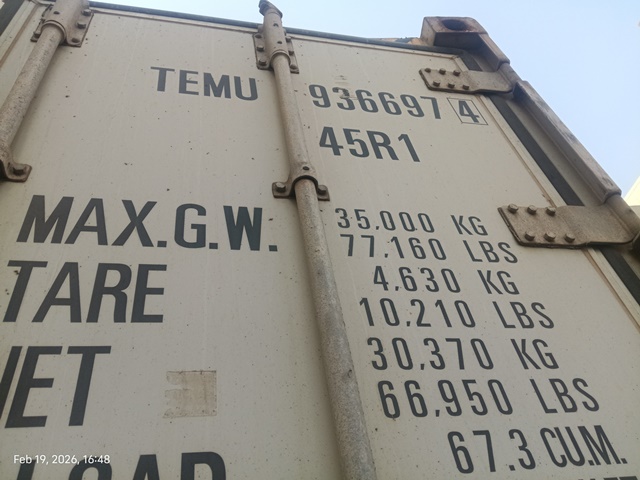 TEMU 936697 4
45R1
MAX.G.W. 35,000 KG
77,160 LBS
TARE 4,630 KG
10,210 LBS
NET 30,370 KG
66,950 LBS
67.3 CU.M.
LOAD
Feb 19, 2026, 16:48